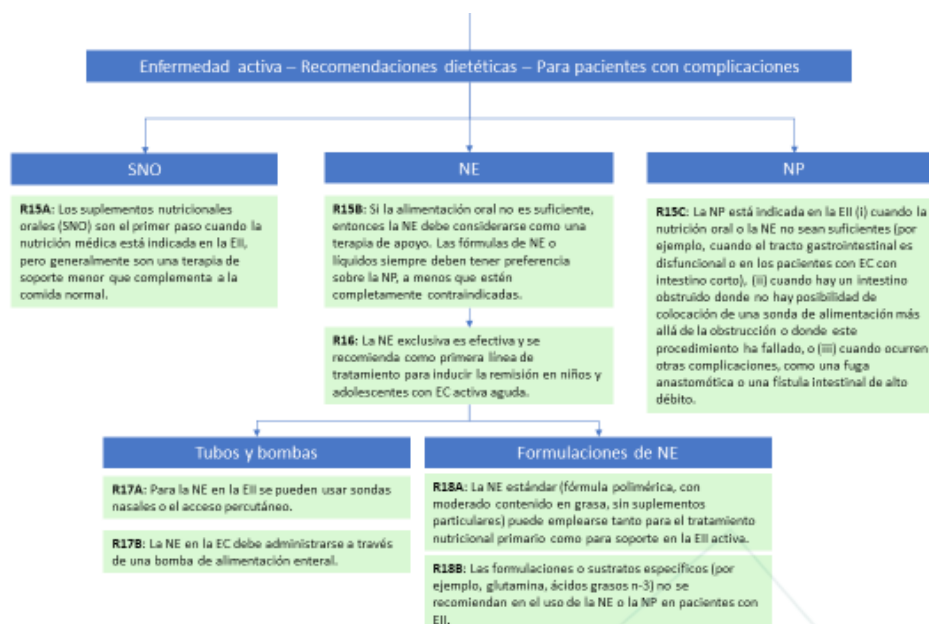 Enfermedad activa – Recomendaciones dietéticas – Para pacientes con complicaciones
SNO
R15A: Los suplementos nutricionales
orales (SNO) son el primer paso cuando la
nutrición médica está indicada en la EII,
pero generalmente son una terapia de
soporte menor que complementa a la
comida normal.
NE
R15B: Si la alimentación oral no es suficiente,
entonces la NE debe considerarse como una
terapia de apoyo. Las fórmulas de NE o
líquidos siempre deben tener preferencia
sobre la NP, a menos que estén
completamente contraindicadas.
R16: La NE exclusiva es efectiva y se
recomienda como primera línea de
tratamiento para inducir la remisión en niños y
adolescentes con EC activa aguda.
NP
R15C: La NP está indicada en la EII (i) cuando la
nutrición oral o la NE no sean suficientes (por
ejemplo, cuando el tracto gastrointestinal es
disfuncional o en los pacientes con EC con
intestino corto), (ii) cuando hay un intestino
obstruido donde no hay posibilidad de
colocación de una sonda de alimentación más
allá de la obstrucción o donde este
procedimiento ha fallado, o (iii) cuando ocurren
otras complicaciones, como una fuga
anastomótica o una fístula intestinal de alto
débito.
Tubos y bombas
R17A: Para la NE en la EII se pueden usar sondas
nasales o el acceso percutáneo.
R17B: La NE en la EC debe administrarse a través
de una bomba de alimentación enteral.
Formulaciones de NE
R18A: La NE estándar (fórmula polimérica, con
moderado contenido en grasa, sin suplementos
particulares) puede emplearse tanto para el tratamiento
nutricional primario como para soporte en la EII activa.
R18B: Las formulaciones o sustratos específicos (por
ejemplo, glutamina, ácidos grasos n-3) no se
recomiendan en el uso de la NE o la NP en pacientes con
EII.